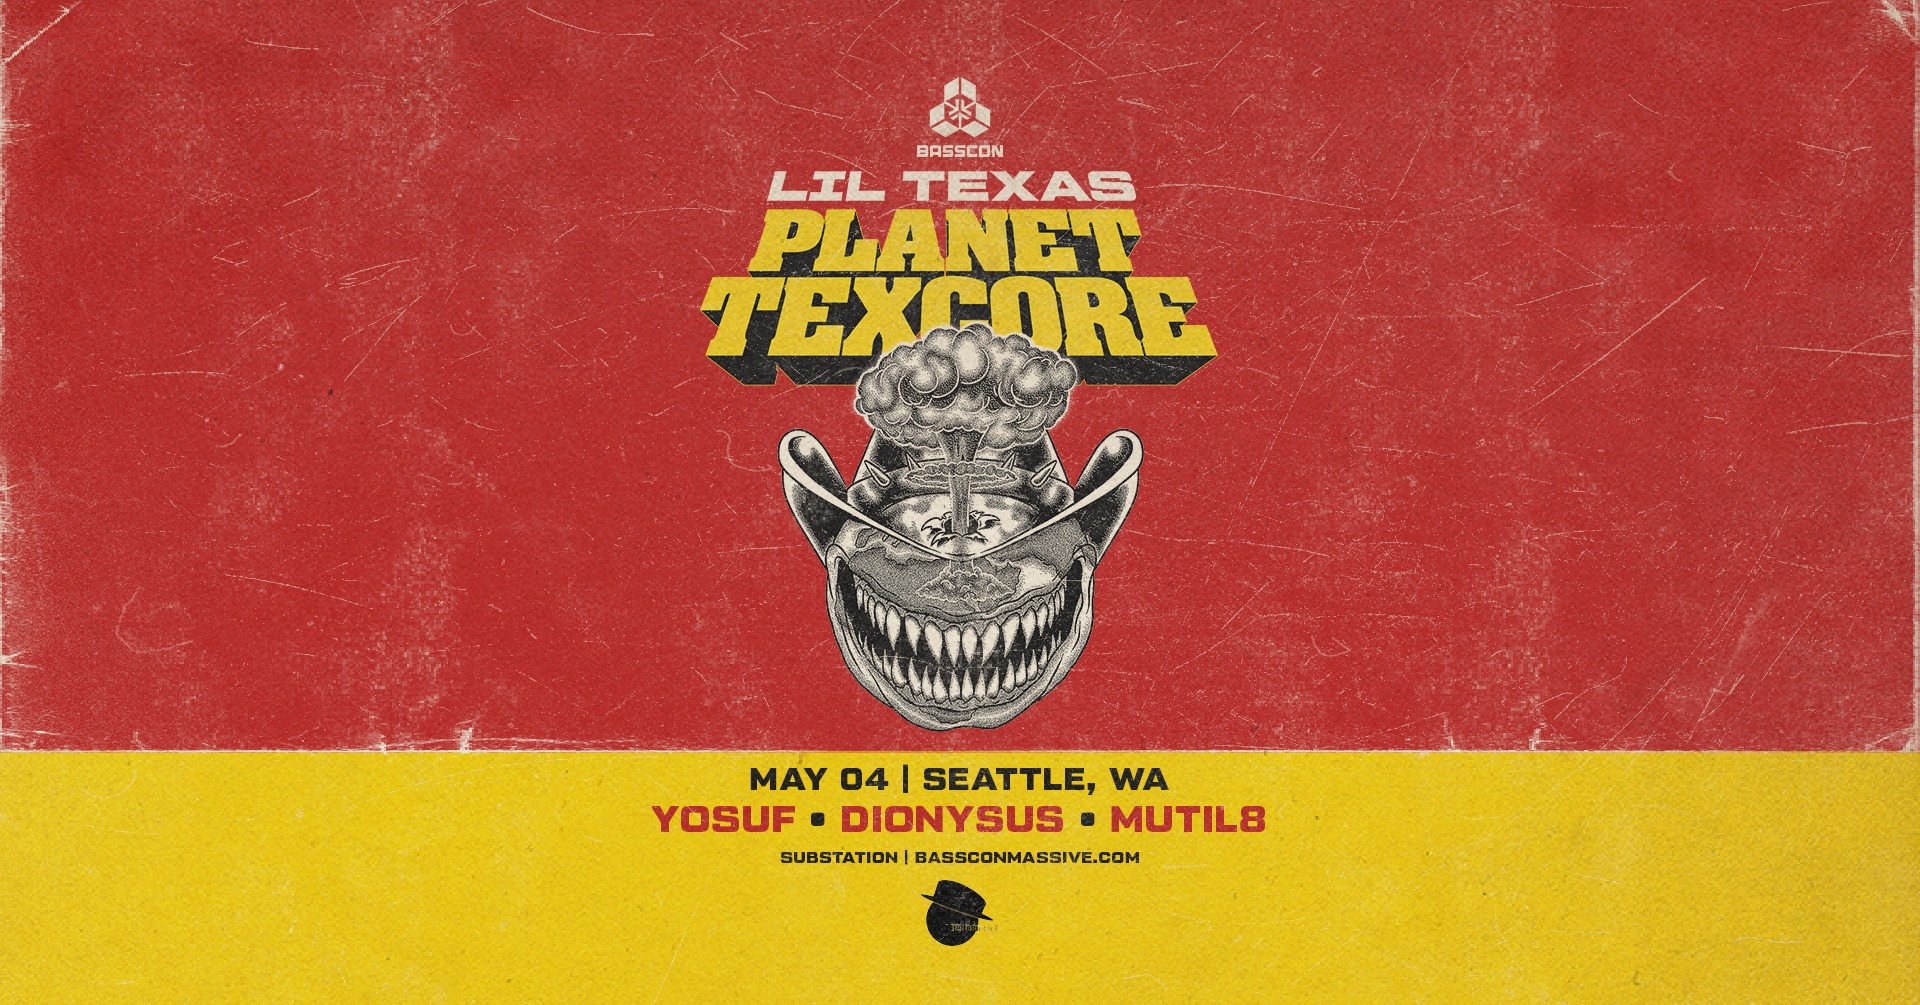 BASSCON
LIL TEXAS
PLANET
TEXCORE
MAY 04 | SEATTLE, WA
YOSUF • DIONYSUS • MUTIL8
SUBSTATION | BASSCONMASSIVE.COM